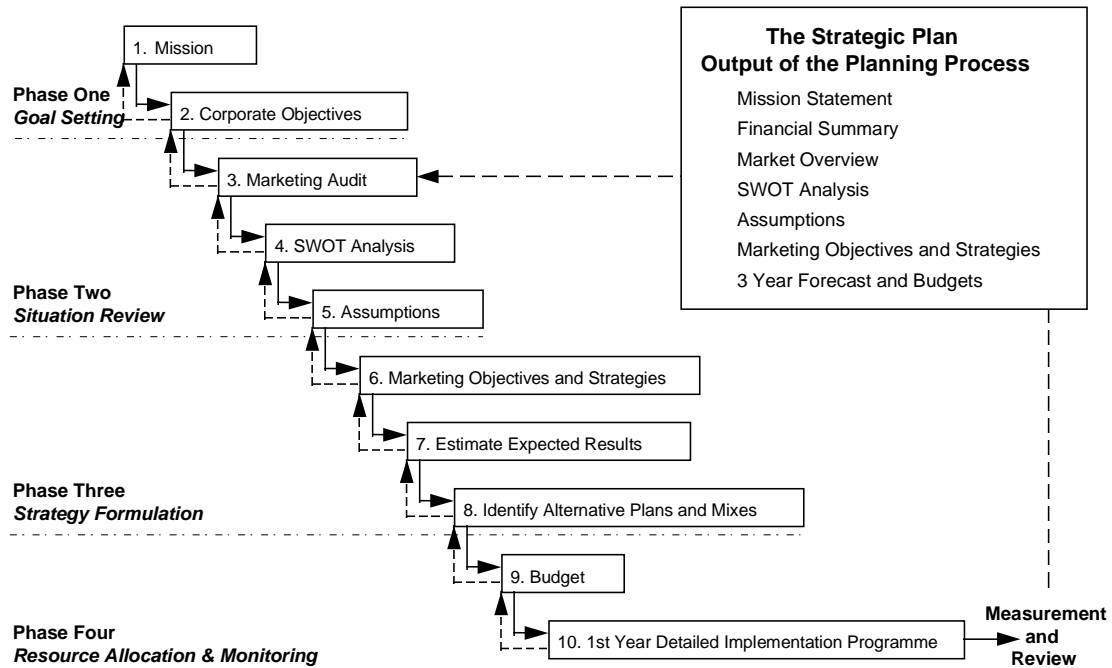 1. Mission
Phase One
Goal Setting
2. Corporate Objectives
3. Marketing Audit
4. SWOT Analysis
Phase Two
Situation Review
5. Assumptions
6. Marketing Objectives and Strategies
7. Estimate Expected Results
Phase Three
Strategy Formulation
8. Identify Alternative Plans and Mixes
9. Budget
Phase Four
Resource Allocation & Monitoring
10. 1st Year Detailed Implementation Programme
Measurement
and
Review
The Strategic Plan
Output of the Planning Process
Mission Statement
Financial Summary
Market Overview
SWOT Analysis
Assumptions
Marketing Objectives and Strategies
3 Year Forecast and Budgets